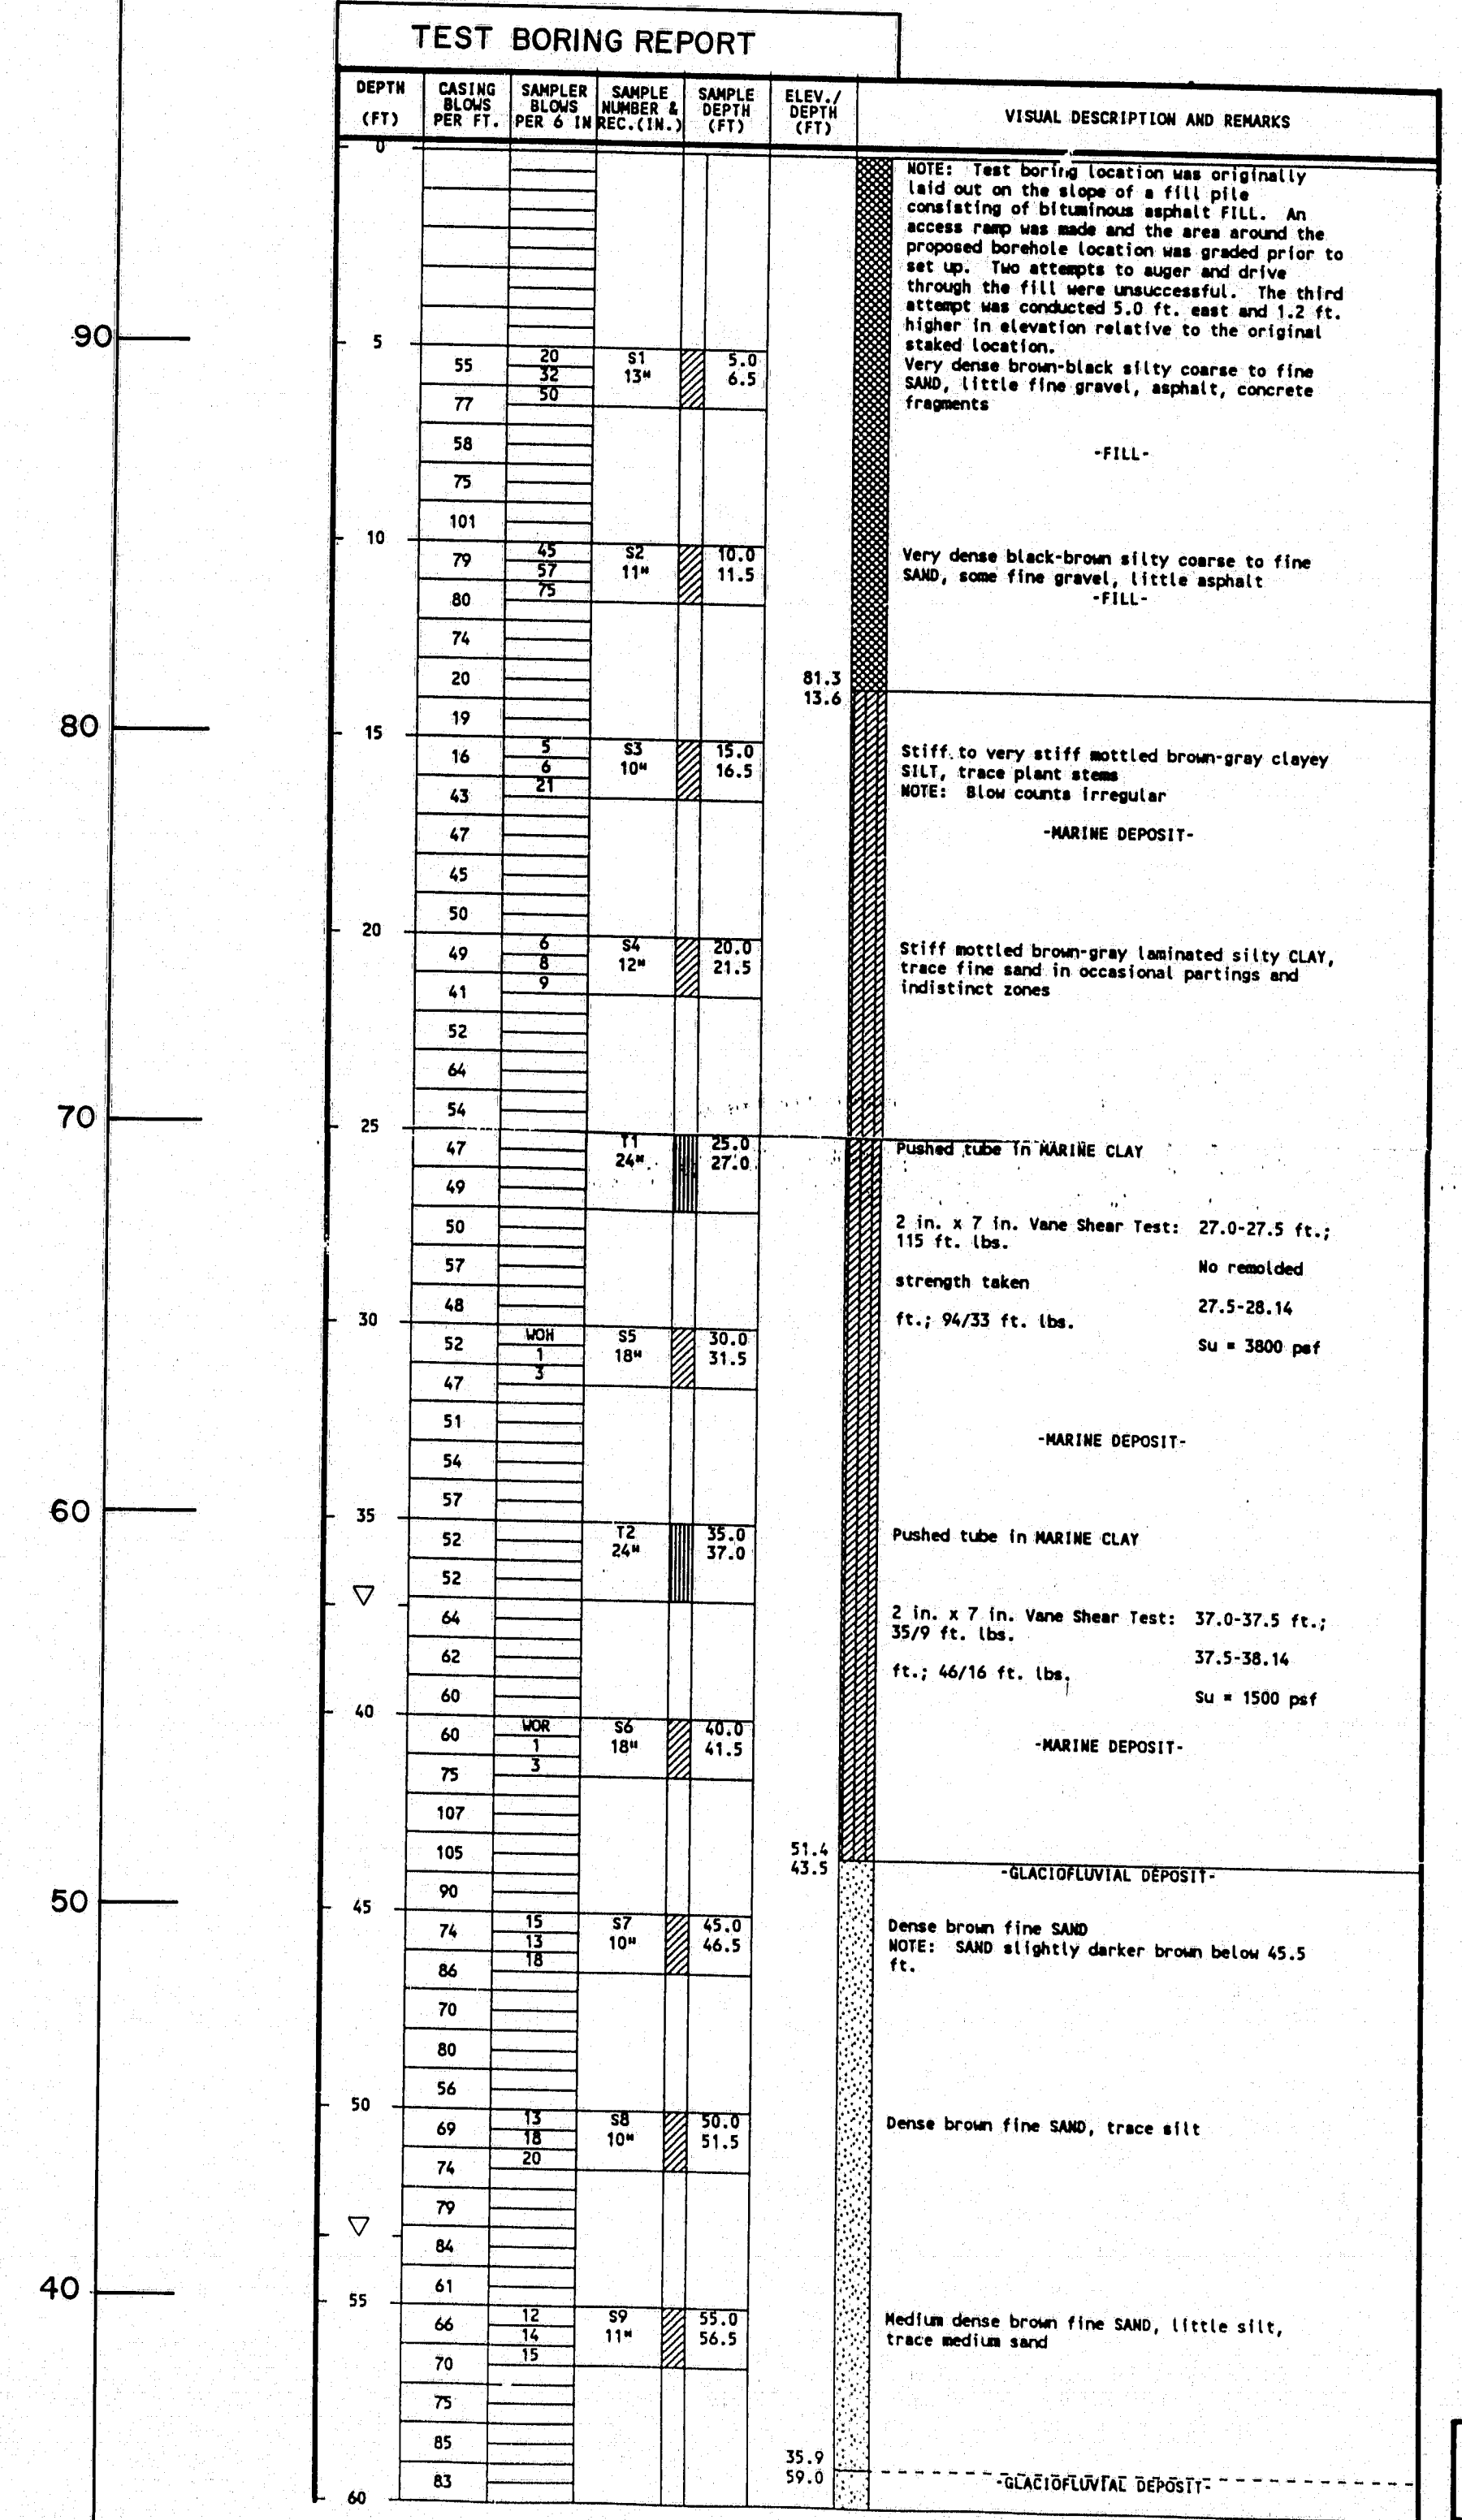 TEST BORING REPORT
DEPTH (FT)
CASING BLOWS PER FT.
SAMPLER BLOWS PER 6 IN
SAMPLE NUMBER & REC.(IN.)
SAMPLE DEPTH (FT)
ELEV./ DEPTH (FT)
VISUAL DESCRIPTION AND REMARKS
0
NOTE: Test boring location was originally
laid out on the slope of a fill pile
consisting of bituminous asphalt FILL. An
access ramp was made and the area around the
proposed borehole location was graded prior to
set up. Two attempts to auger and drive
through the fill were unsuccessful. The third
attempt was conducted 5.0 ft. east and 1.2 ft.
higher in elevation relative to the original
staked location.
90
5
55 20 S1 5.0
32 13" 6.5
50
Very dense brown-black silty coarse to fine
SAND, little fine gravel, asphalt, concrete
fragments
77
58
-FILL-
75
101
10
79 45 S2 10.0
57 11" 11.5
75
Very dense black-brown silty coarse to fine
SAND, some fine gravel, little asphalt
-FILL-
80
74
20
81.3
13.6
19
80
15
16 5 S3 15.0
6 10" 16.5
21
Stiff to very stiff mottled brown-gray clayey
SILT, trace plant stems
NOTE: Blow counts irregular
43
47
-MARINE DEPOSIT-
45
50
20
49 6 S4 20.0
8 12" 21.5
9
Stiff mottled brown-gray laminated silty CLAY,
trace fine sand in occasional partings and
indistinct zones
41
52
64
54
70
25
47 T1 25.0
24" 27.0
Pushed tube in MARINE CLAY
49
50
2 in. x 7 in. Vane Shear Test: 27.0-27.5 ft.;
115 ft. lbs.
57
No remolded
strength taken
48
27.5-28.14
ft.; 94/33 ft. lbs.
Su = 3800 psf
30
52 WOH S5 30.0
1 18" 31.5
3
47
51
-MARINE DEPOSIT-
54
57
60
35
52 T2 35.0
24" 37.0
Pushed tube in MARINE CLAY
52
64
2 in. x 7 in. Vane Shear Test: 37.0-37.5 ft.;
35/9 ft. lbs.
62
37.5-38.14
ft.; 46/16 ft. lbs.
60
Su = 1500 psf
40
60 WOR S6 40.0
1 18" 41.5
3
-MARINE DEPOSIT-
75
107
105
51.4
43.5
-GLACIOFLUVIAL DEPOSIT-
90
50
45
74 15 S7 45.0
13 10" 46.5
18
Dense brown fine SAND
NOTE: SAND slightly darker brown below 45.5
ft.
86
70
80
56
50
69 13 S8 50.0
18 10" 51.5
20
Dense brown fine SAND, trace silt
74
79
84
61
40
55
66 12 S9 55.0
14 11" 56.5
15
Medium dense brown fine SAND, little silt,
trace medium sand
70
75
85
35.9
59.0
83
-GLACIOFLUVIAL DEPOSIT-
60